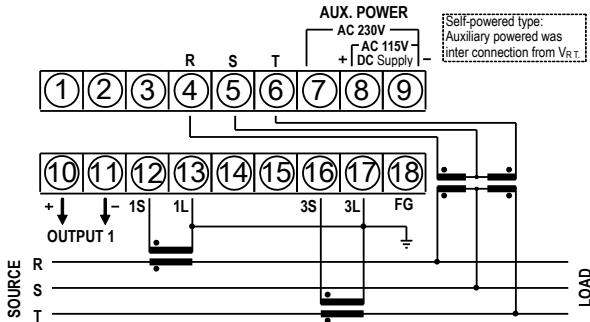 AUX. POWER
AC 230V
AC 115V
+ DC Supply −
Self-powered type:
Auxiliary powered was
inter connection from VRT.
R S T
1 2 3 4 5 6 7 8 9
10 11 12 13 14 15 16 17 18
+ − 1S 1L 3S 3L FG
OUTPUT 1
SOURCE
R
S
T
LOAD